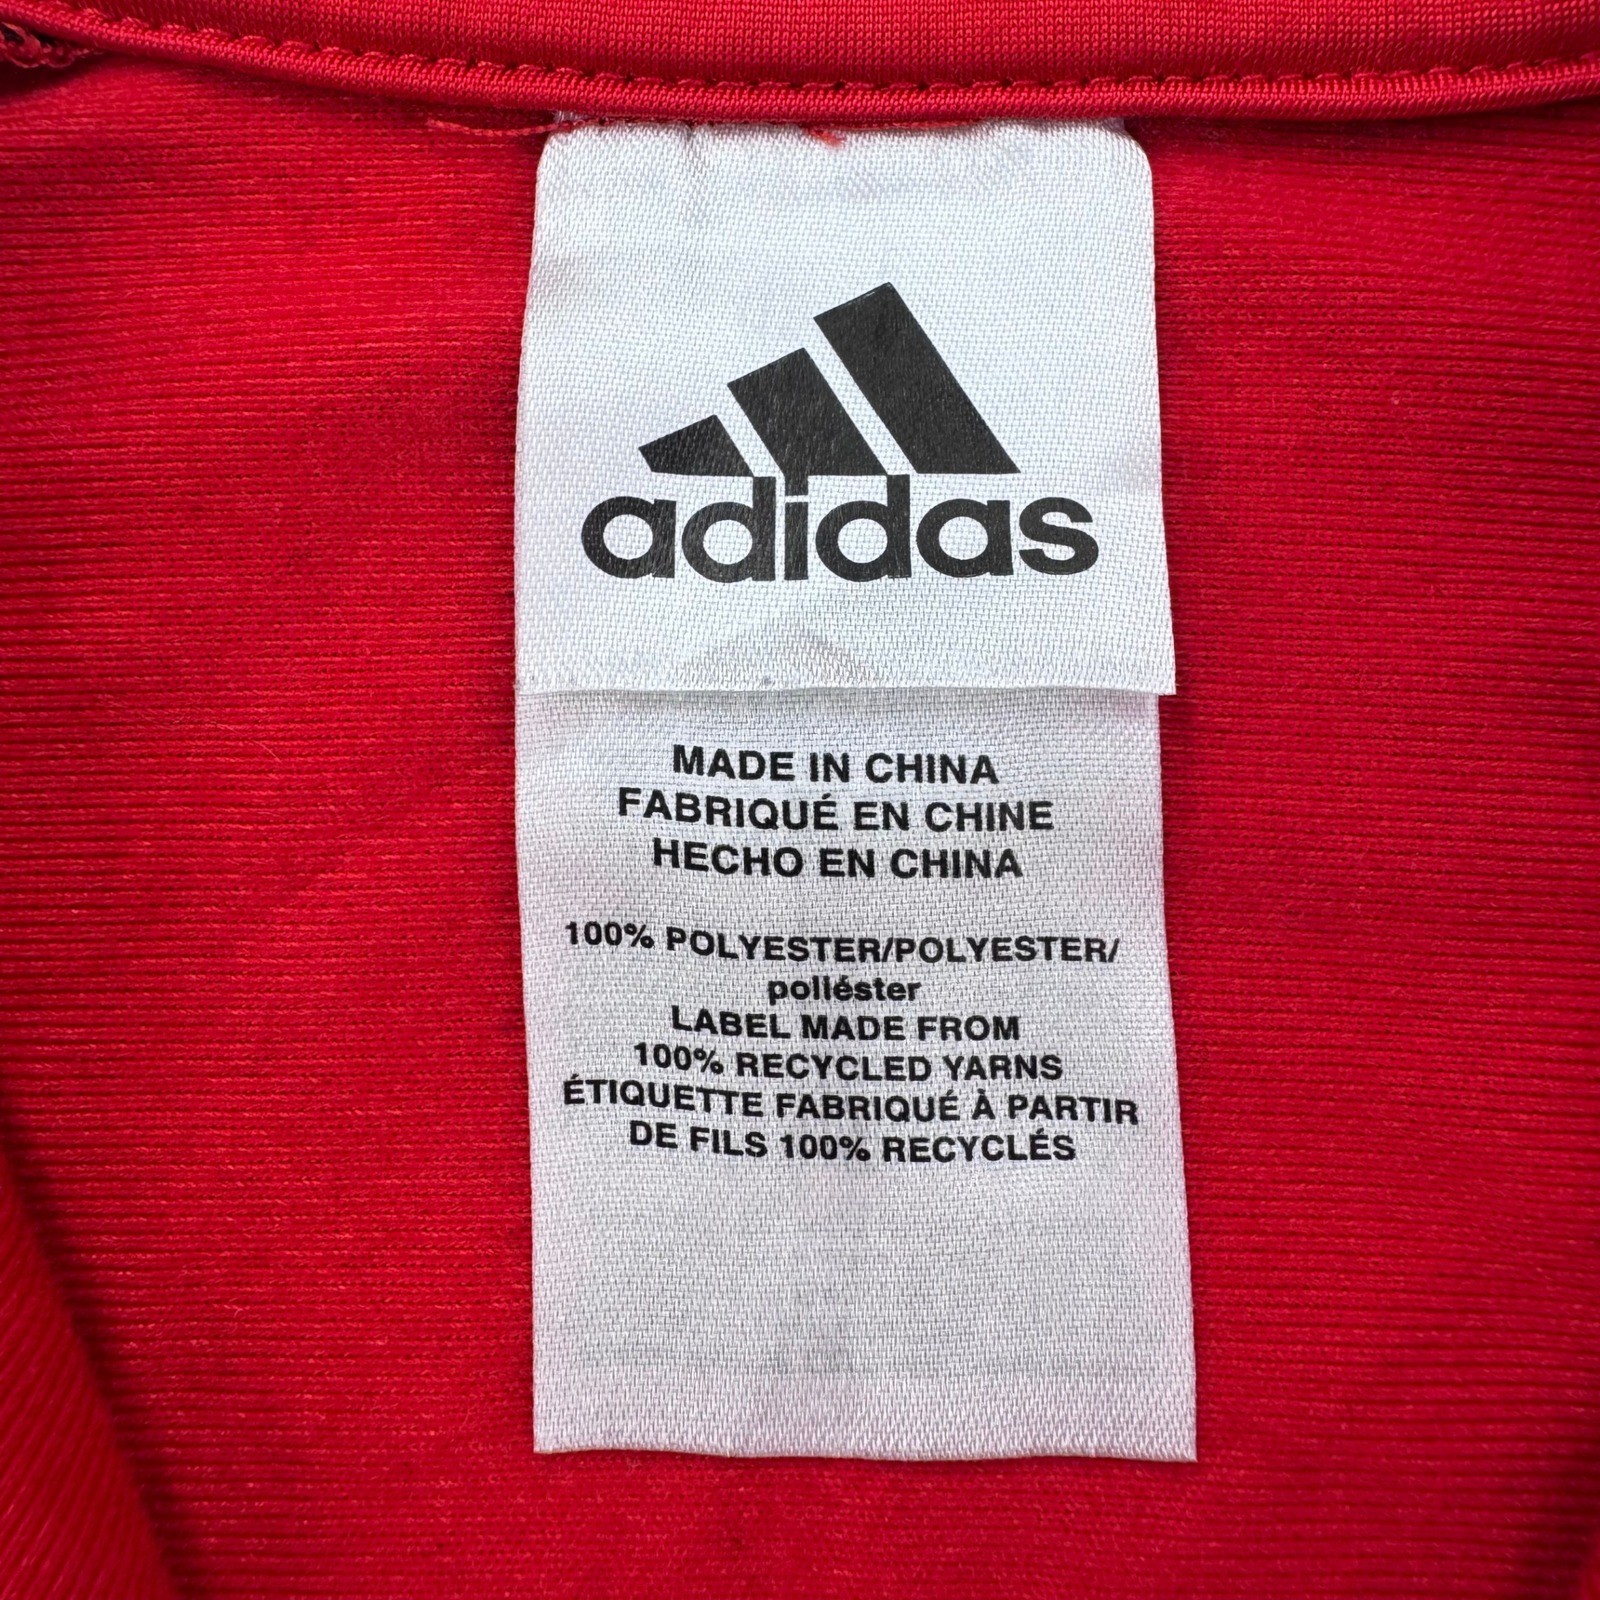 adidas
MADE IN CHINA
FABRIQUÉ EN CHINE
HECHO EN CHINA
100% POLYESTER/POLYESTER/
poliéster
LABEL MADE FROM
100% RECYCLED YARNS
ÉTIQUETTE FABRIQUÉ À PARTIR
DE FILS 100% RECYCLÉS